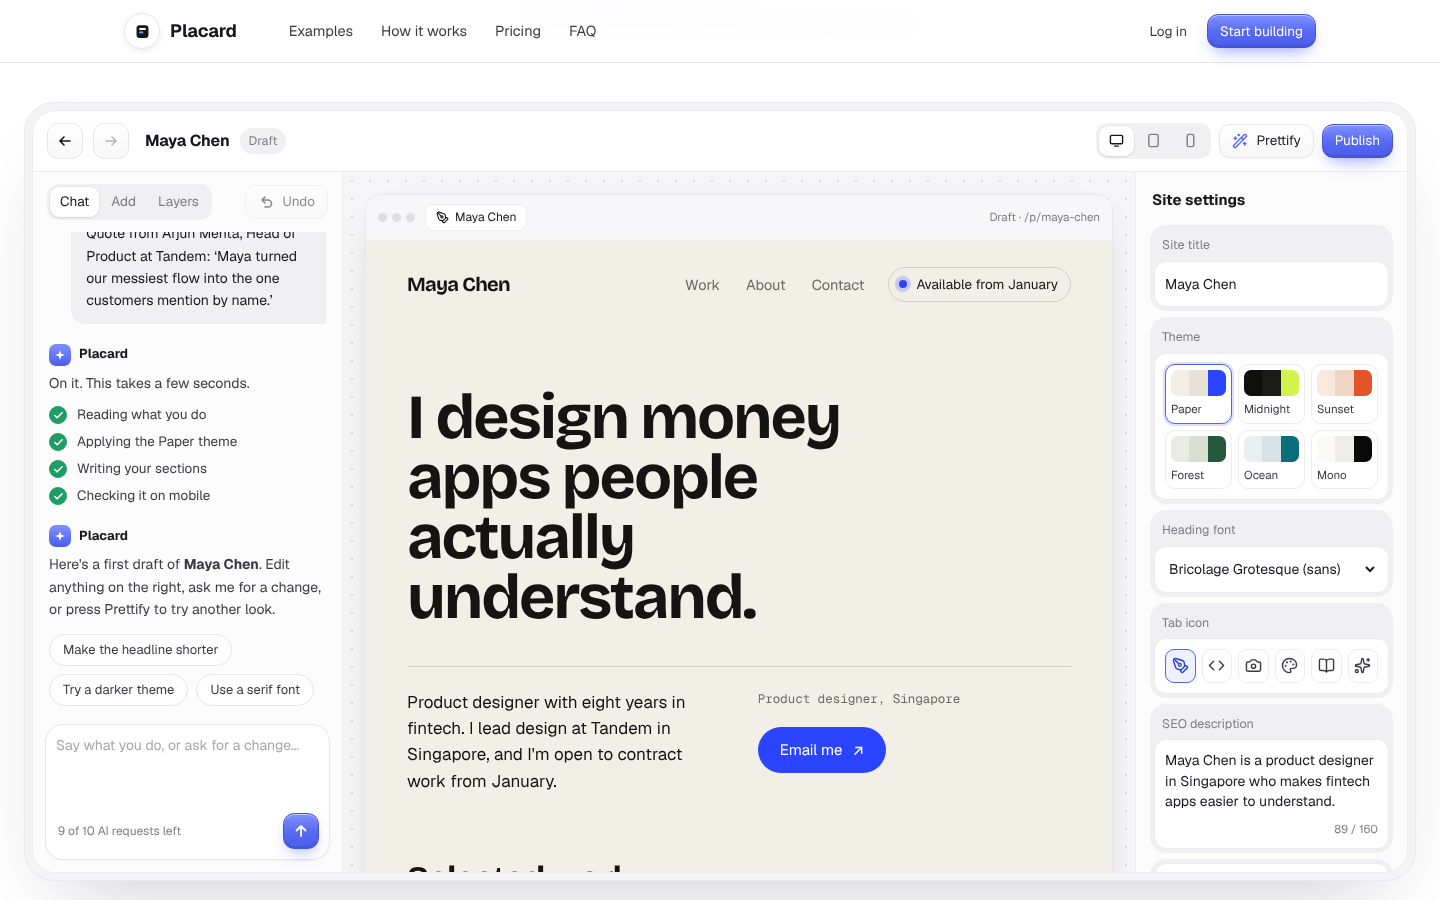 Placard
Examples
How it works
Pricing
FAQ
Log in
Start building
Maya Chen
Draft
Prettify
Publish
Chat
Add
Layers
Undo
Quote from Arjun Mehta, Head of
Product at Tandem: ‘Maya turned
our messiest flow into the one
customers mention by name.’
Placard
On it. This takes a few seconds.
Reading what you do
Applying the Paper theme
Writing your sections
Checking it on mobile
Placard
Here's a first draft of Maya Chen. Edit
anything on the right, ask me for a change,
or press Prettify to try another look.
Make the headline shorter
Try a darker theme
Use a serif font
Say what you do, or ask for a change...
9 of 10 AI requests left
Maya Chen
Draft · /p/maya-chen
Maya Chen
Work
About
Contact
Available from January
I design money
apps people
actually
understand.
Product designer with eight years in
fintech. I lead design at Tandem in
Singapore, and I'm open to contract
work from January.
Product designer, Singapore
Email me
Site settings
Site title
Maya Chen
Theme
Paper
Midnight
Sunset
Forest
Ocean
Mono
Heading font
Bricolage Grotesque (sans)
Tab icon
SEO description
Maya Chen is a product designer
in Singapore who makes fintech
apps easier to understand.
89 / 160